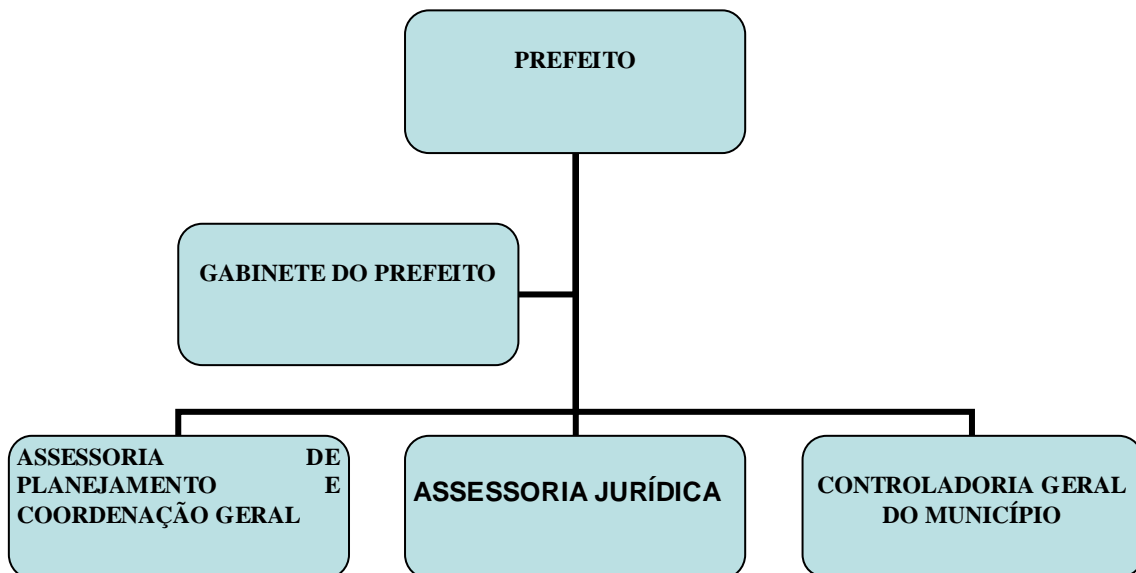 PREFEITO
GABINETE DO PREFEITO
ASSESSORIA DE
PLANEJAMENTO E
COORDENAÇÃO GERAL
ASSESSORIA JURÍDICA
CONTROLADORIA GERAL
DO MUNICÍPIO